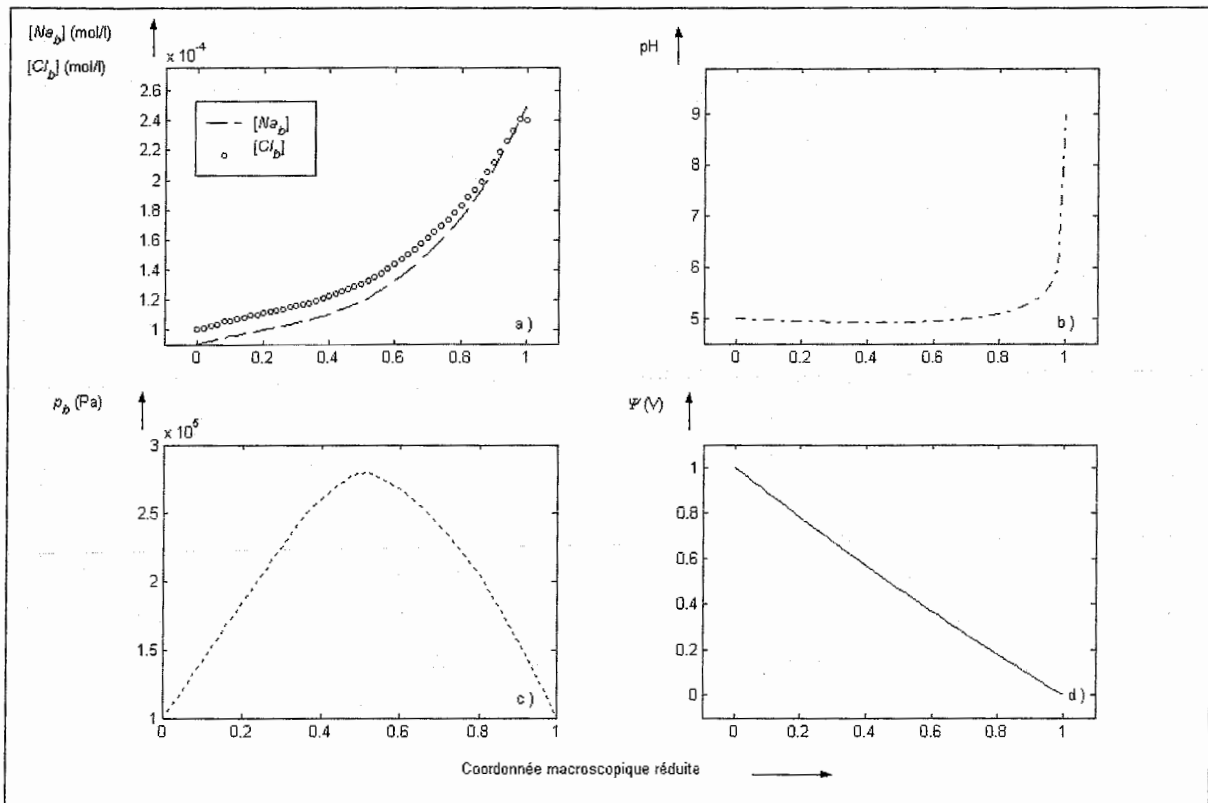 [Na_b] (mol/l)
[Cl_b] (mol/l)
x 10^-4
2.6
2.4
2.2
2
1.8
1.6
1.4
1.2
1
[Na_b]
[Cl_b]
a )
0 0.2 0.4 0.6 0.8 1
pH
9
8
7
6
5
b )
0 0.2 0.4 0.6 0.8 1
p_b (Pa)
3
2.5
2
1.5
1
c )
0 0.2 0.4 0.6 0.8 1
Ψ (V)
1
0.8
0.6
0.4
0.2
0
d )
0 0.2 0.4 0.6 0.8 1
Coordonnée macroscopique réduite